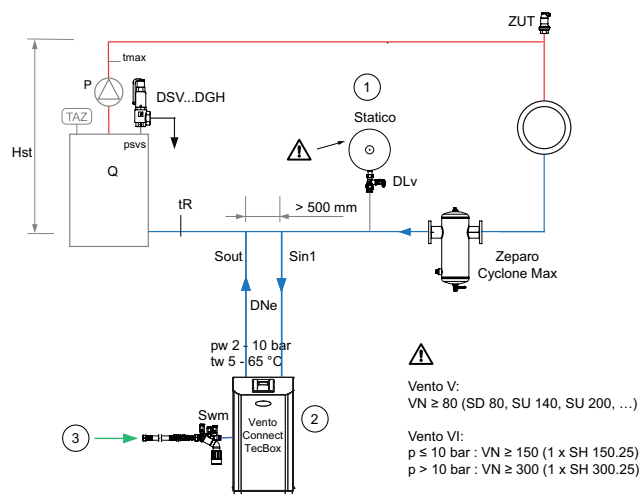 ZUT
tmax
P
DSV...DGH
1
TAZ
Statico
psvs
Hst
Q
DLv
tR
> 500 mm
Sout
Sin1
Zeparo
Cyclone Max
DNe
pw 2 - 10 bar
tw 5 - 65 °C
Vento V:
VN ≥ 80 (SD 80, SU 140, SU 200, …)
Swm
2
Vento
Connect
TecBox
3
Vento VI:
p ≤ 10 bar : VN ≥ 150 (1 x SH 150.25)
p > 10 bar : VN ≥ 300 (1 x SH 300.25)